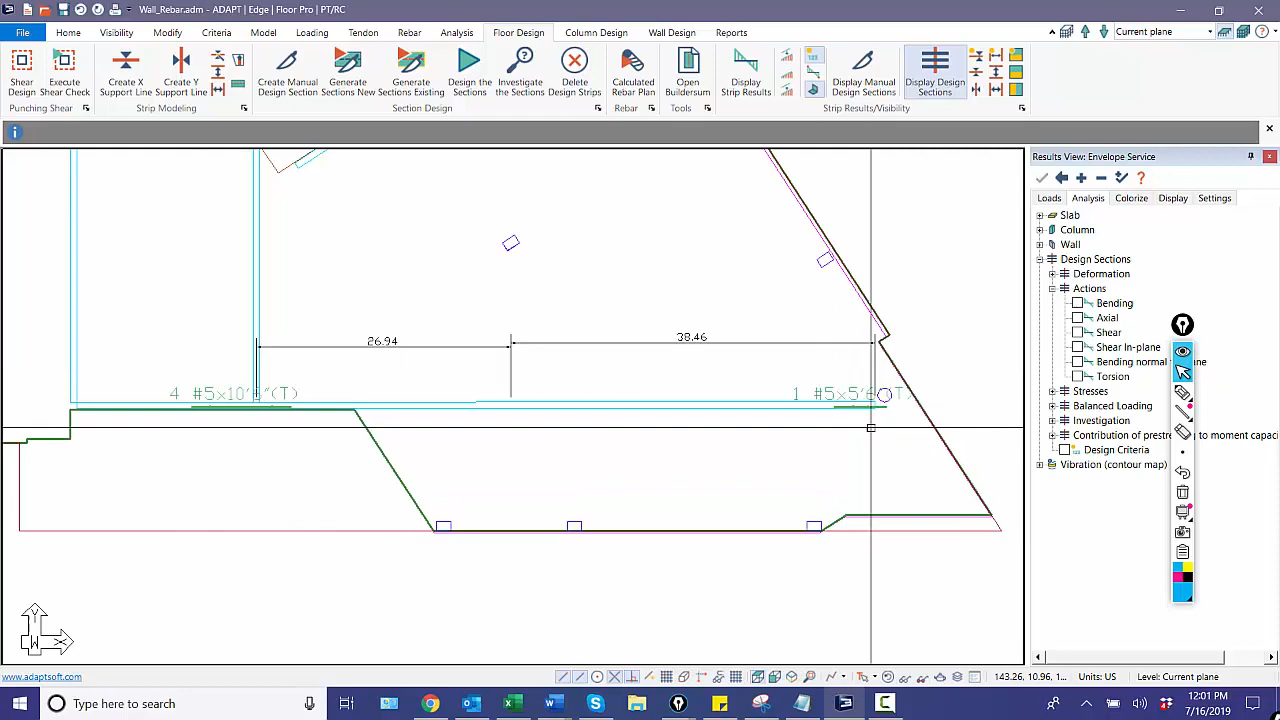 Wall_Rebar.adm - ADAPT | Edge | Floor Pro | PT/RC
File Home Visibility Modify Criteria Model Loading Tendon Rebar Analysis Floor Design Column Design Wall Design Reports Current plane
Shear Design
Execute Shear Check
Create X Support Line
Create Y Support Line
Create Manual Design Section
Generate Sections New
Generate Sections Existing
Design the Sections
Investigate the Sections
Delete Design Strips
Calculated Rebar Plan
Open Buildersum
Display Strip Results
Display Manual Design Sections
Display Design Sections
Punching Shear
Strip Modeling
Section Design
Rebar
Tools
Strip Results/Visibility
Results View: Envelope Service
Loads Analysis Colorize Display Settings
Slab
Column
Wall
Design Sections
Deformation
Actions
Bending
Axial
Shear
Shear In-plane
Bending normal plane
Torsion
Stresses
Balanced Loading
Investigation
Contribution of prestressing to moment capaci
Design Criteria
Vibration (contour map)
26.94
38.46
4 #5x10'6"(T)
1 #5x5'6 T)
Y
W
X
www.adaptsoft.com
143.26, 10.96, 1... Units: US Level: Current plane
Type here to search
12:01 PM
7/16/2019